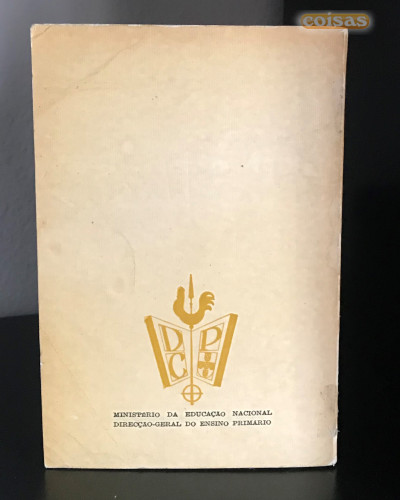 coisas
D P
C
MINISTÉRIO DA EDUCAÇÃO NACIONAL
DIRECÇÃO-GERAL DO ENSINO PRIMÁRIO